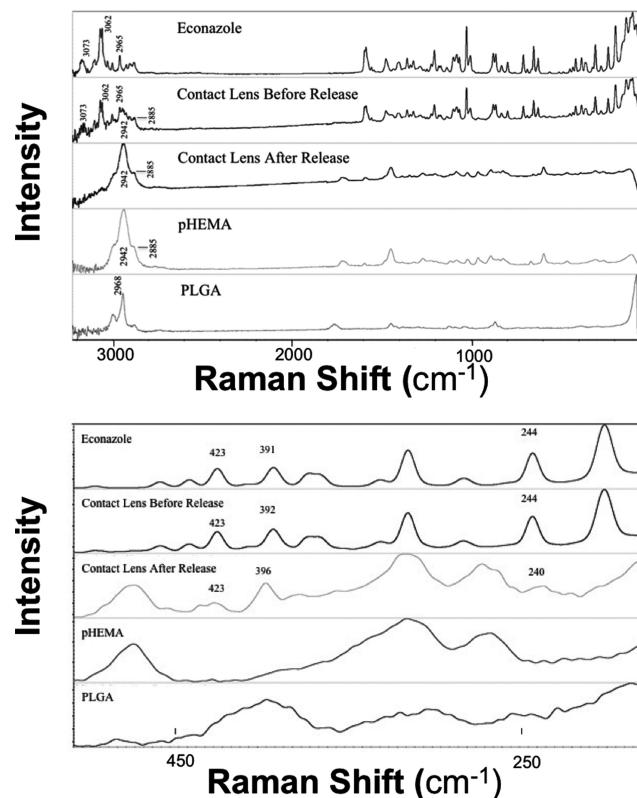 Econazole
3073
3062
2965
Contact Lens Before Release
3073
3062
2965
2942
2885
Contact Lens After Release
2942
2885
pHEMA
2942
2885
PLGA
2968
Intensity
3000
2000
1000
Raman Shift (cm⁻¹)
Econazole
423
391
244
Contact Lens Before Release
423
392
244
Contact Lens After Release
423
396
240
pHEMA
PLGA
Intensity
450
250
Raman Shift (cm⁻¹)